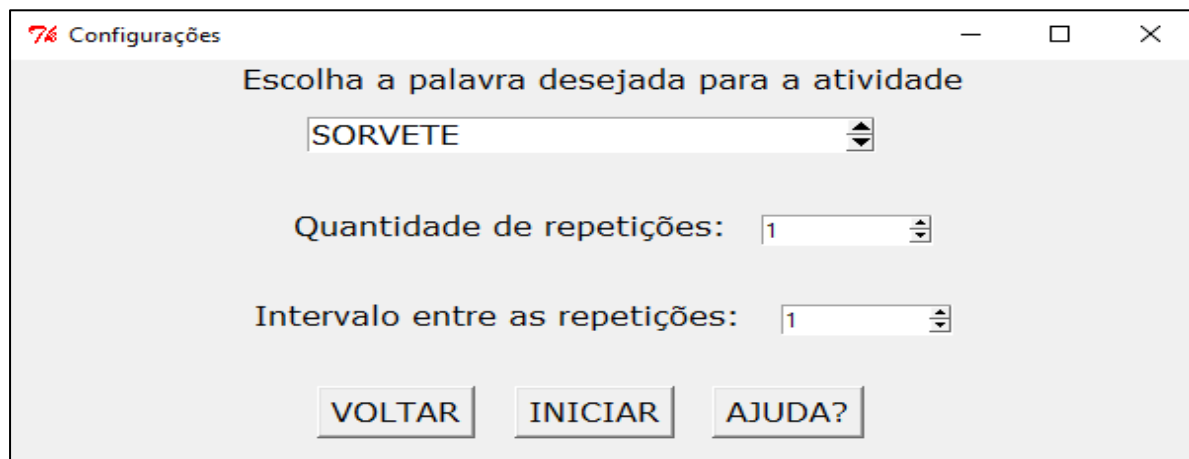 Configurações
Escolha a palavra desejada para a atividade
SORVETE
Quantidade de repetições: 1
Intervalo entre as repetições: 1
VOLTAR INICIAR AJUDA?